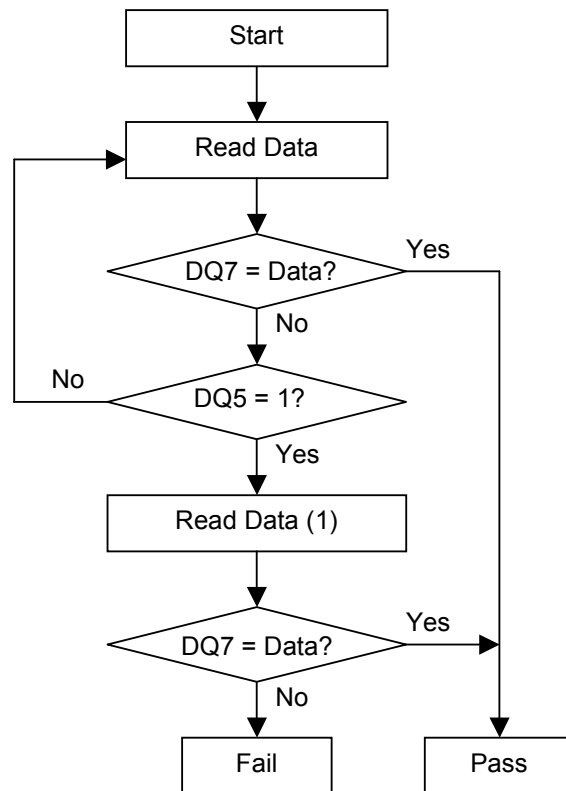 Start
Read Data
Yes
DQ7 = Data?
No
No
DQ5 = 1?
Yes
Read Data (1)
Yes
DQ7 = Data?
No
Fail
Pass